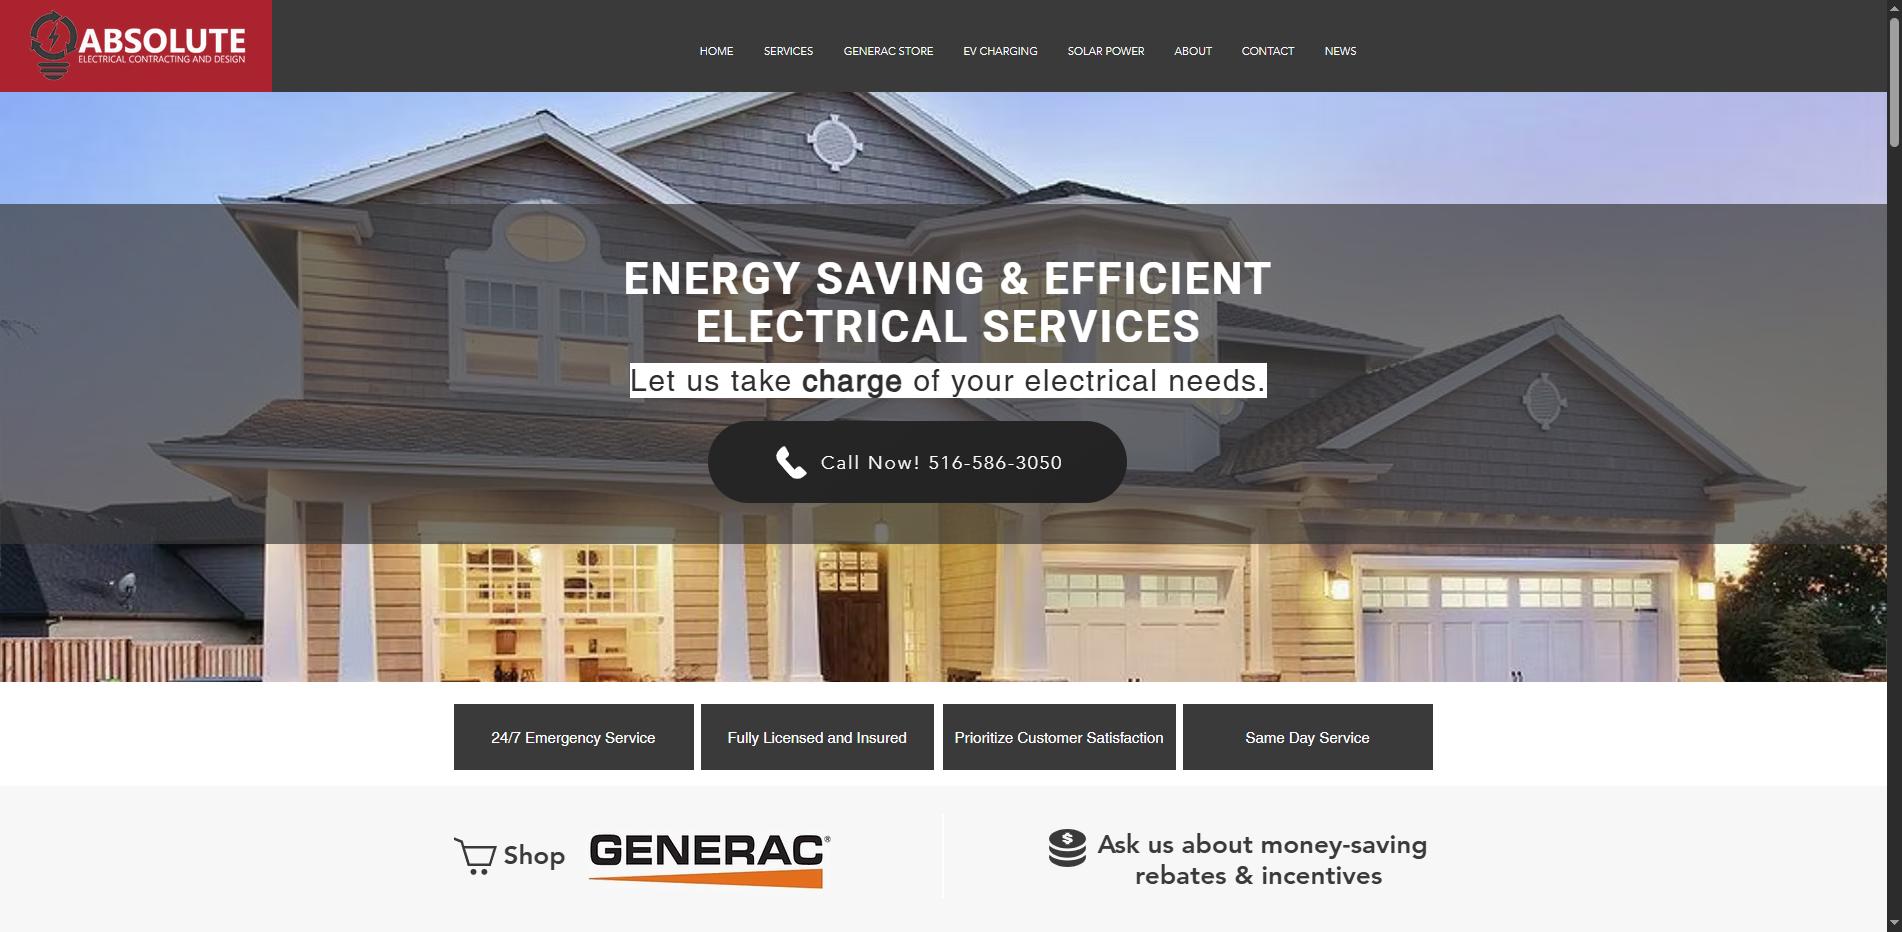 ABSOLUTE
ELECTRICAL CONTRACTING AND DESIGN
HOME
SERVICES
GENERAC STORE
EV CHARGING
SOLAR POWER
ABOUT
CONTACT
NEWS
ENERGY SAVING & EFFICIENT
ELECTRICAL SERVICES
Let us take charge of your electrical needs.
Call Now! 516-586-3050
24/7 Emergency Service
Fully Licensed and Insured
Prioritize Customer Satisfaction
Same Day Service
Shop
GENERAC®
Ask us about money-saving
rebates & incentives